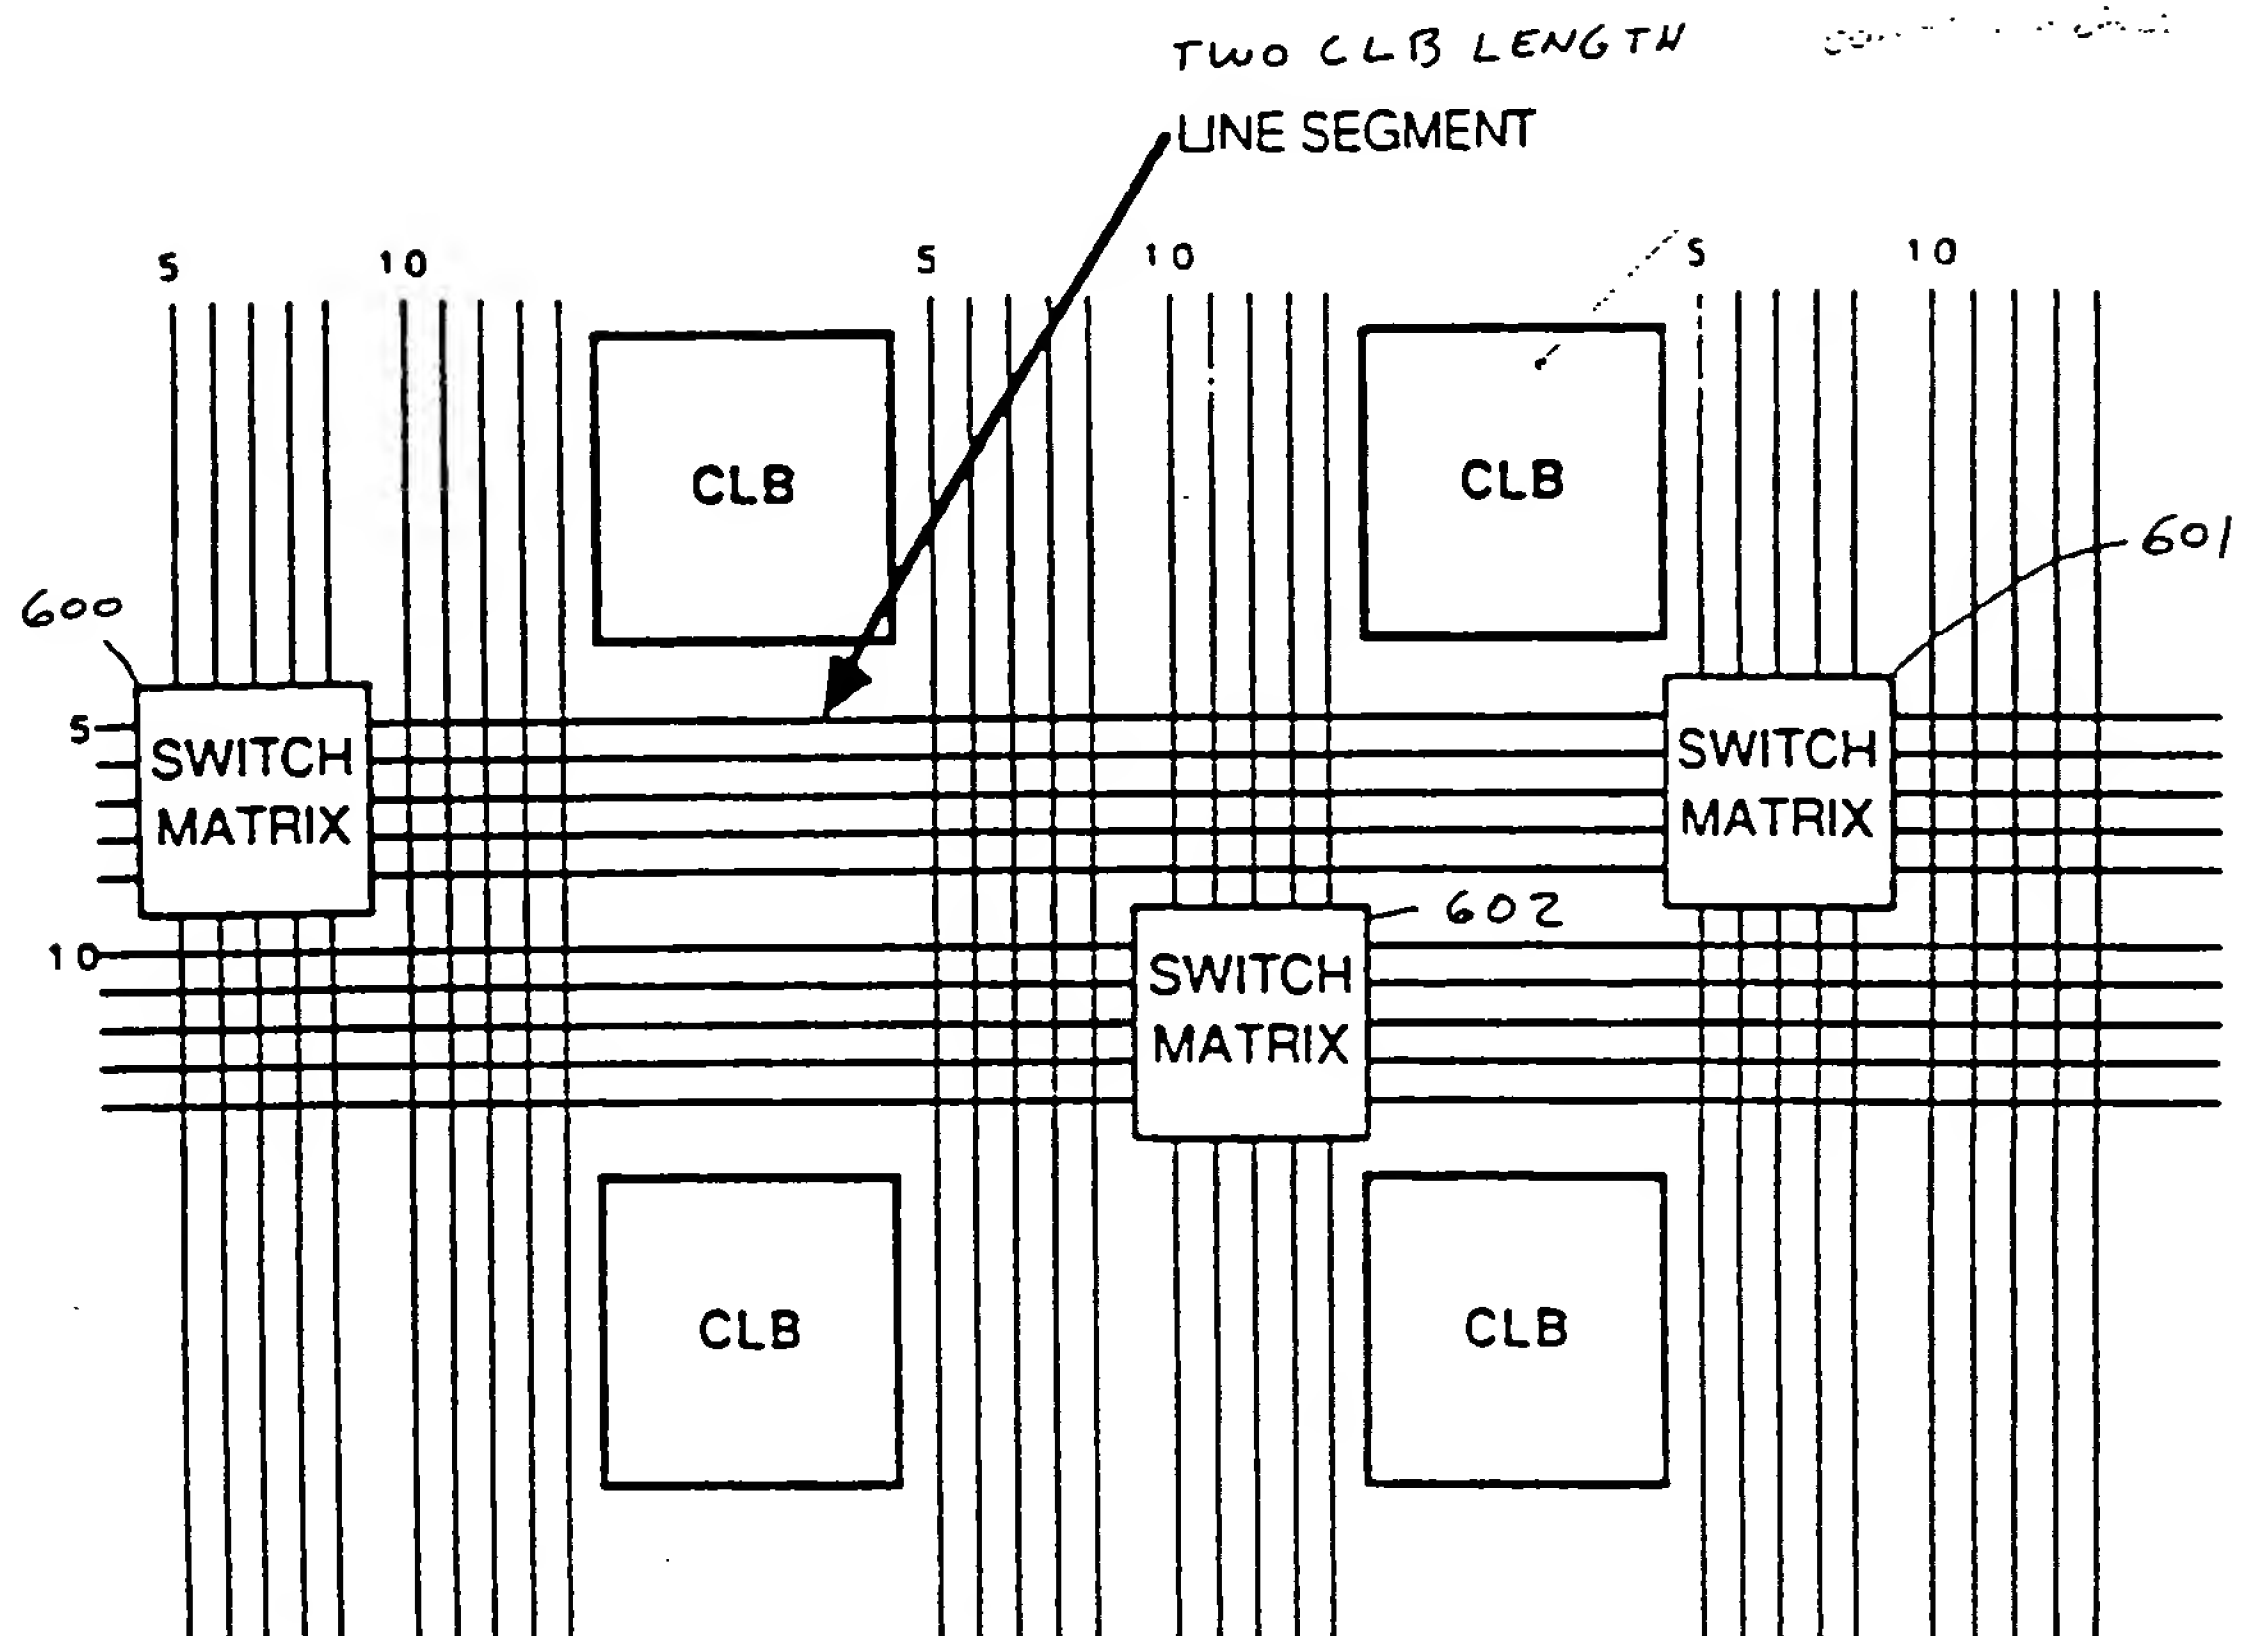 TWO CLB LENGTH
LINE SEGMENT
5 10 5 10 5 10
CLB CLB
601
600
5
SWITCH
MATRIX
SWITCH
MATRIX
602
10
SWITCH
MATRIX
CLB CLB